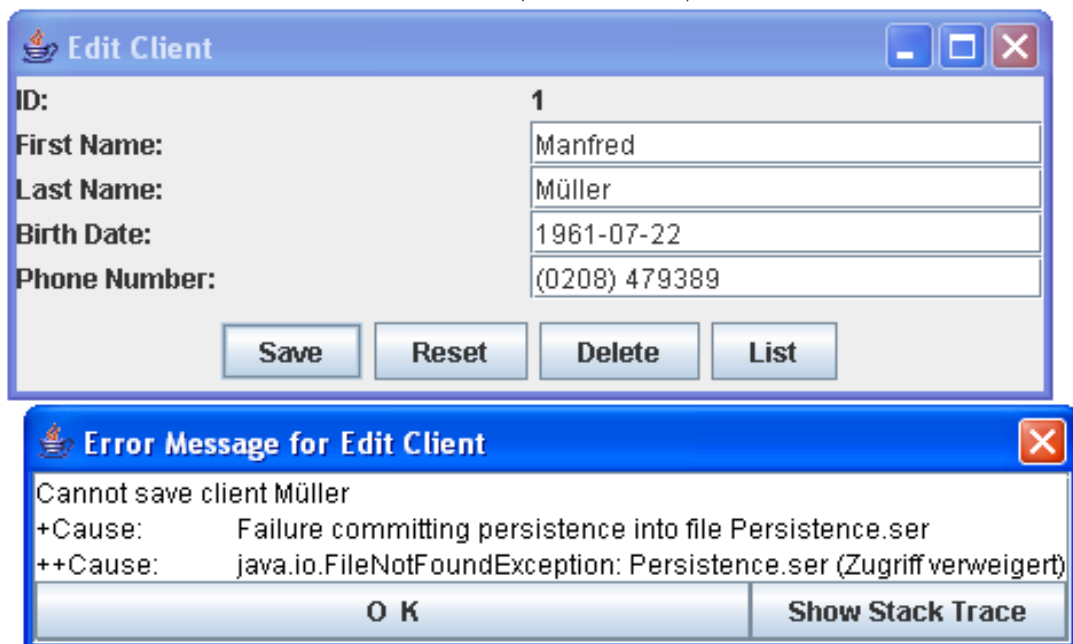 Edit Client
ID: 1
First Name: Manfred
Last Name: Müller
Birth Date: 1961-07-22
Phone Number: (0208) 479389
Save Reset Delete List
Error Message for Edit Client
Cannot save client Müller
+Cause: Failure committing persistence into file Persistence.ser
++Cause: java.io.FileNotFoundException: Persistence.ser (Zugriff verweigert)
O K Show Stack Trace